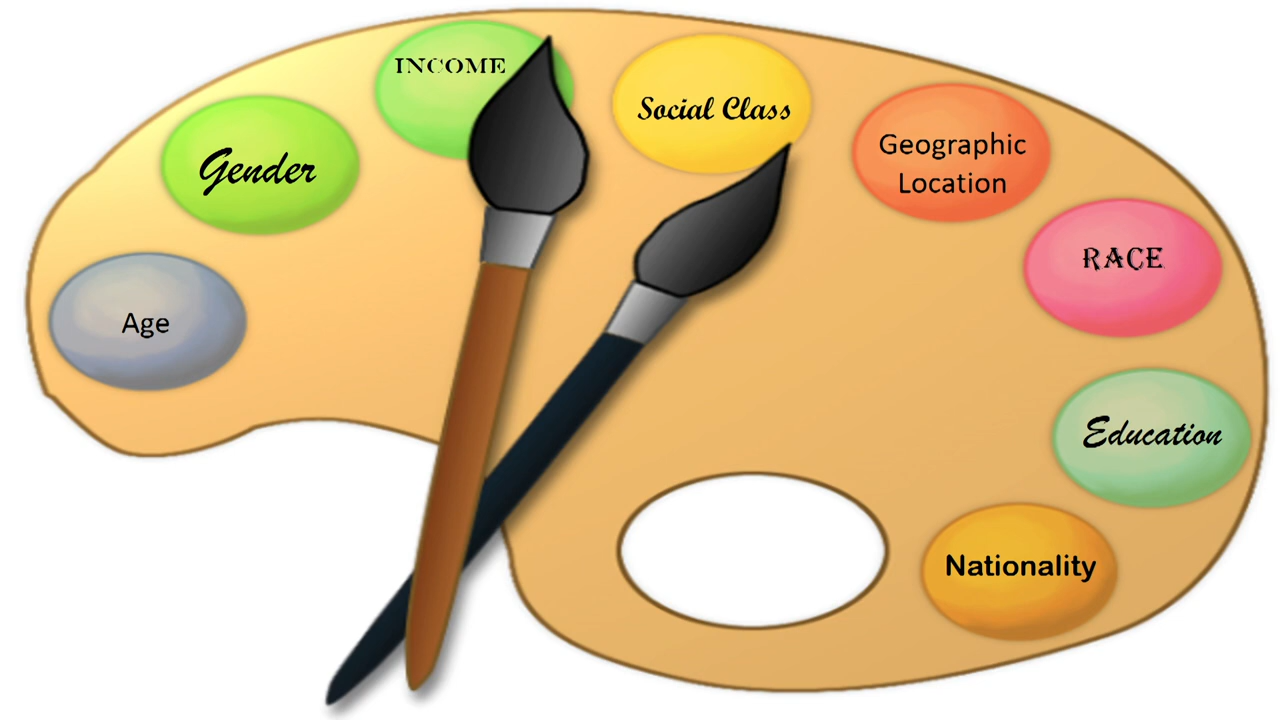 INCOME
Social Class
Geographic
Location
Gender
RACE
Age
Education
Nationality